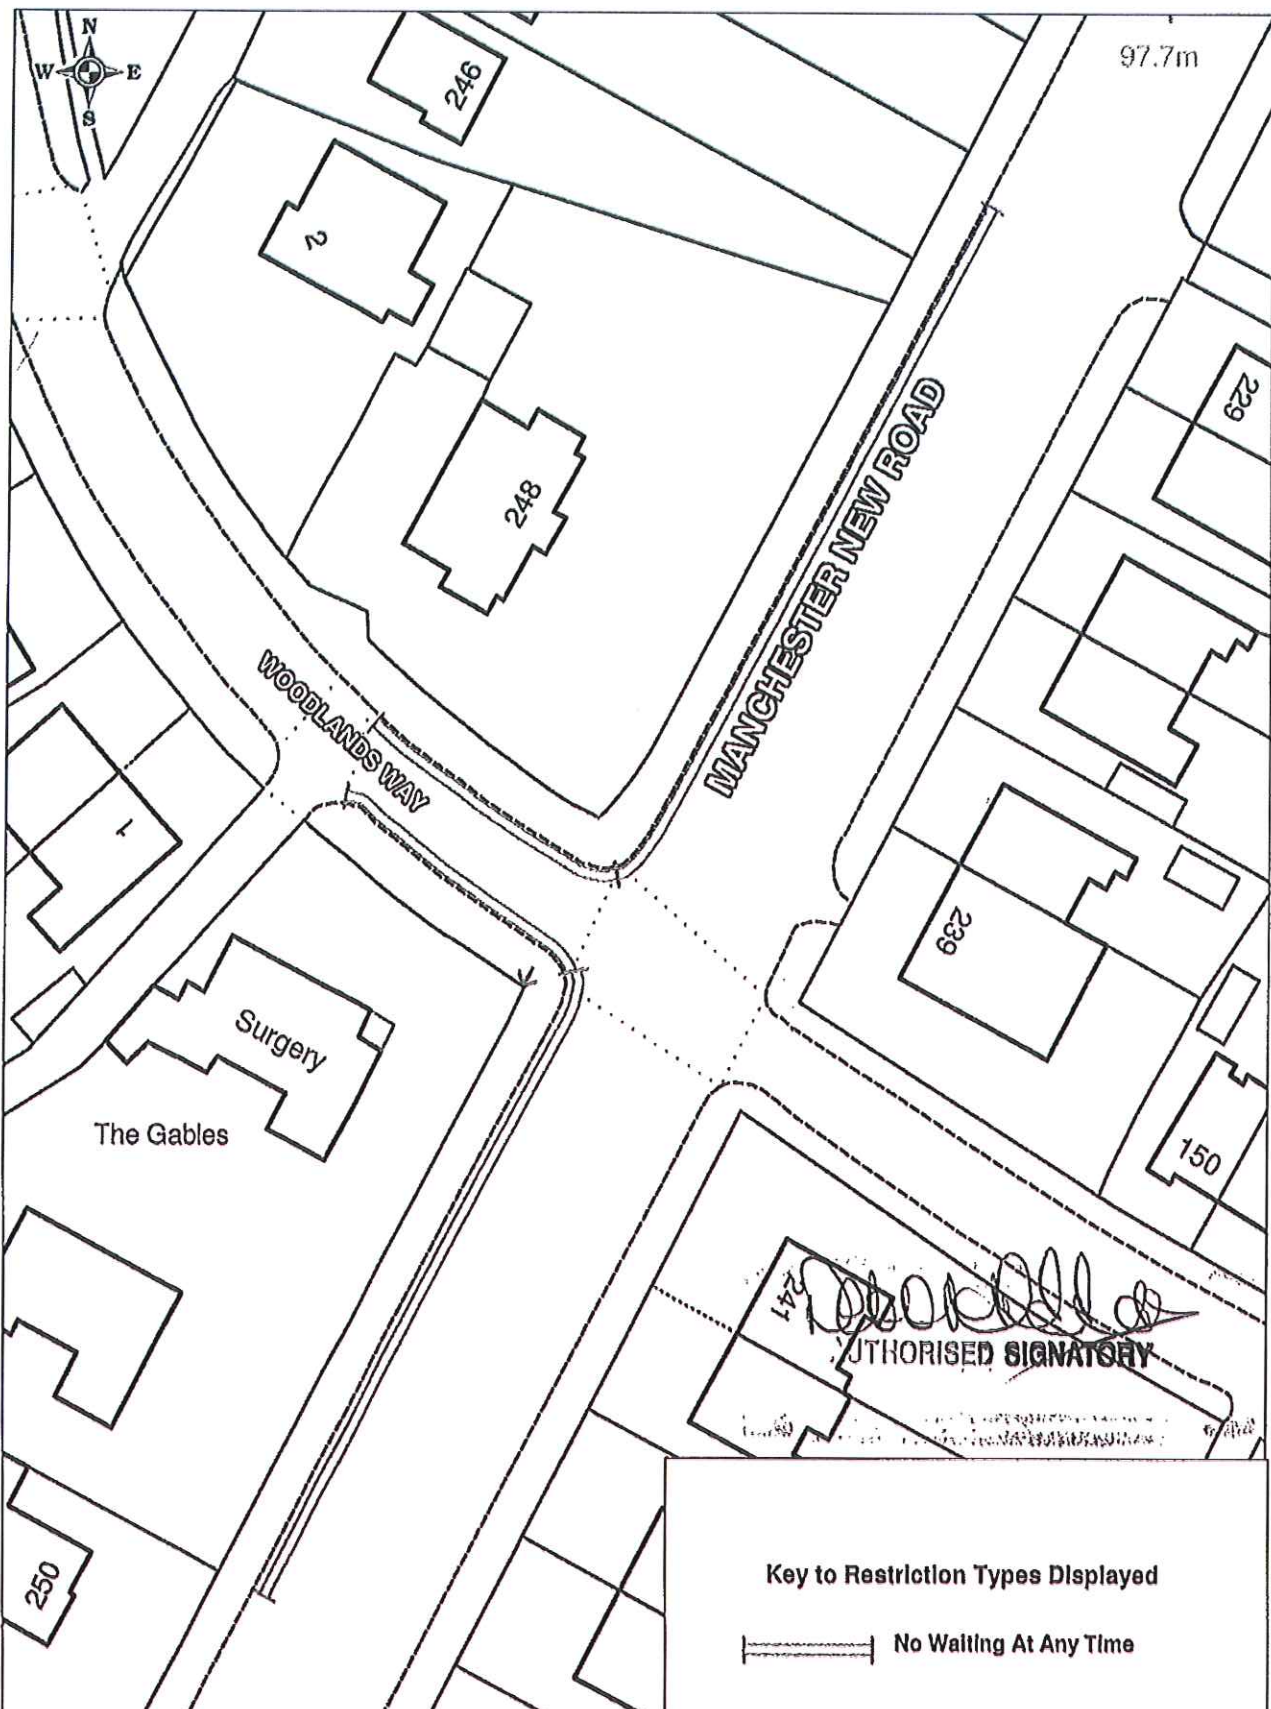 N
W E
S
97.7m
246
2
229
248
MANCHESTER NEW ROAD
WOODLANDS WAY
1
239
Surgery
The Gables
150
241
UTHORISED SIGNATORY
250
Key to Restriction Types Displayed
No Waiting At Any Time